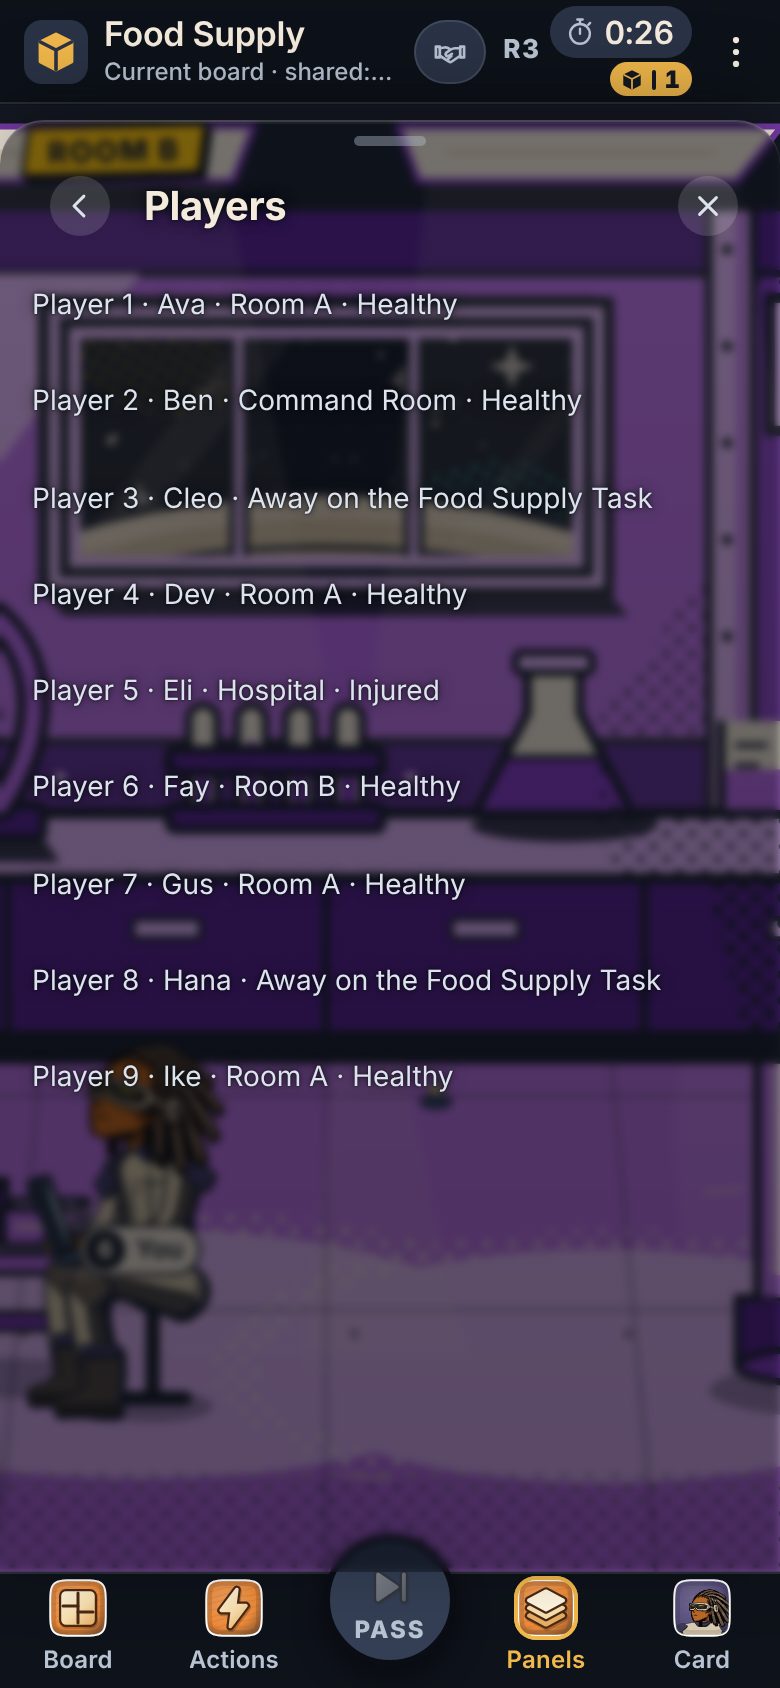 Food Supply
Current board · shared:...
R3
0:26
1
ROOM B
Players
Player 1 · Ava · Room A · Healthy
Player 2 · Ben · Command Room · Healthy
Player 3 · Cleo · Away on the Food Supply Task
Player 4 · Dev · Room A · Healthy
Player 5 · Eli · Hospital · Injured
Player 6 · Fay · Room B · Healthy
Player 7 · Gus · Room A · Healthy
Player 8 · Hana · Away on the Food Supply Task
Player 9 · Ike · Room A · Healthy
You
PASS
Board
Actions
Panels
Card